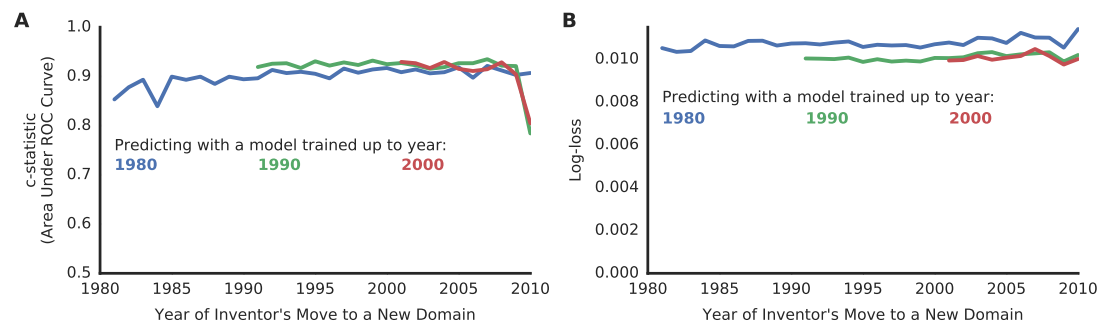 A
c-statistic
(Area Under ROC Curve)
1.0
0.9
0.8
0.7
0.6
0.5
Predicting with a model trained up to year:
1980 1990 2000
1980 1985 1990 1995 2000 2005 2010
Year of Inventor's Move to a New Domain
B
Log-loss
0.010
0.008
0.006
0.004
0.002
0.000
Predicting with a model trained up to year:
1980 1990 2000
1980 1985 1990 1995 2000 2005 2010
Year of Inventor's Move to a New Domain